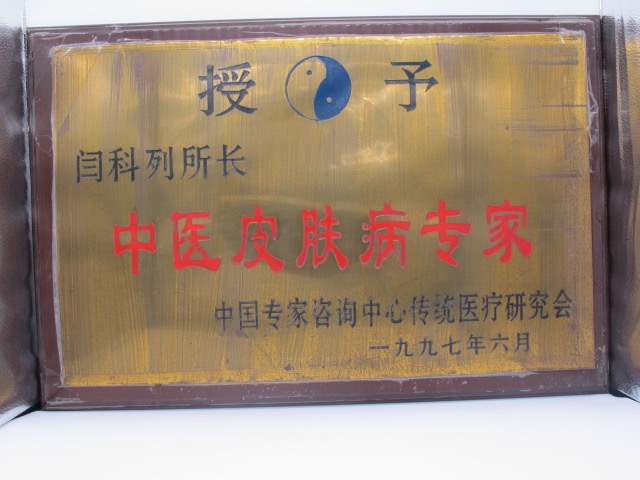 授 予
闫科列所长
中医皮肤病专家
中国专家咨询中心传统医疗研究会
一九九七年六月